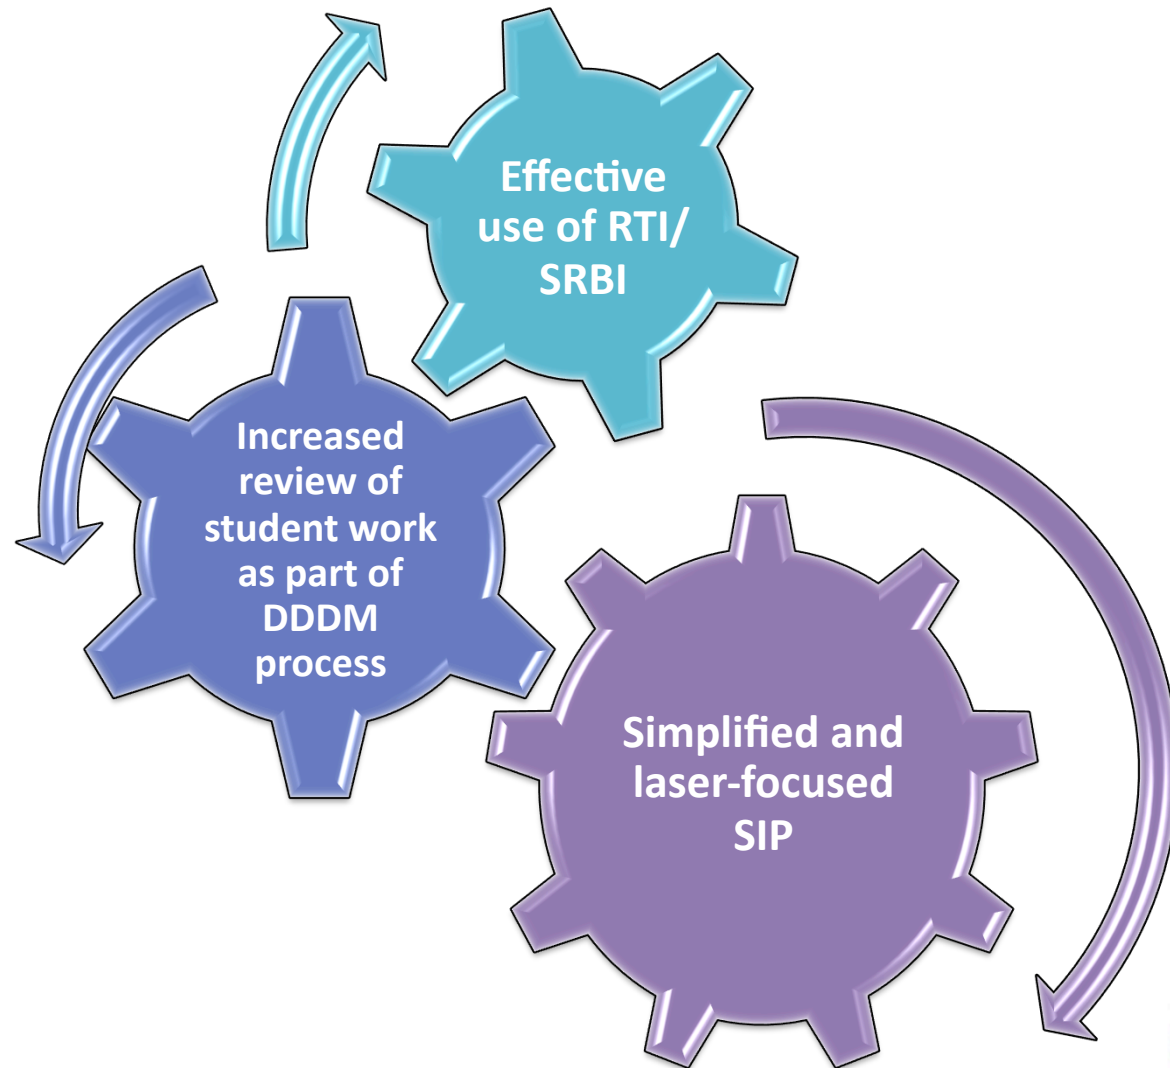 Effective
use of RTI/
SRBI
Increased
review of
student work
as part of
DDDM
process
Simplified and
laser-focused
SIP